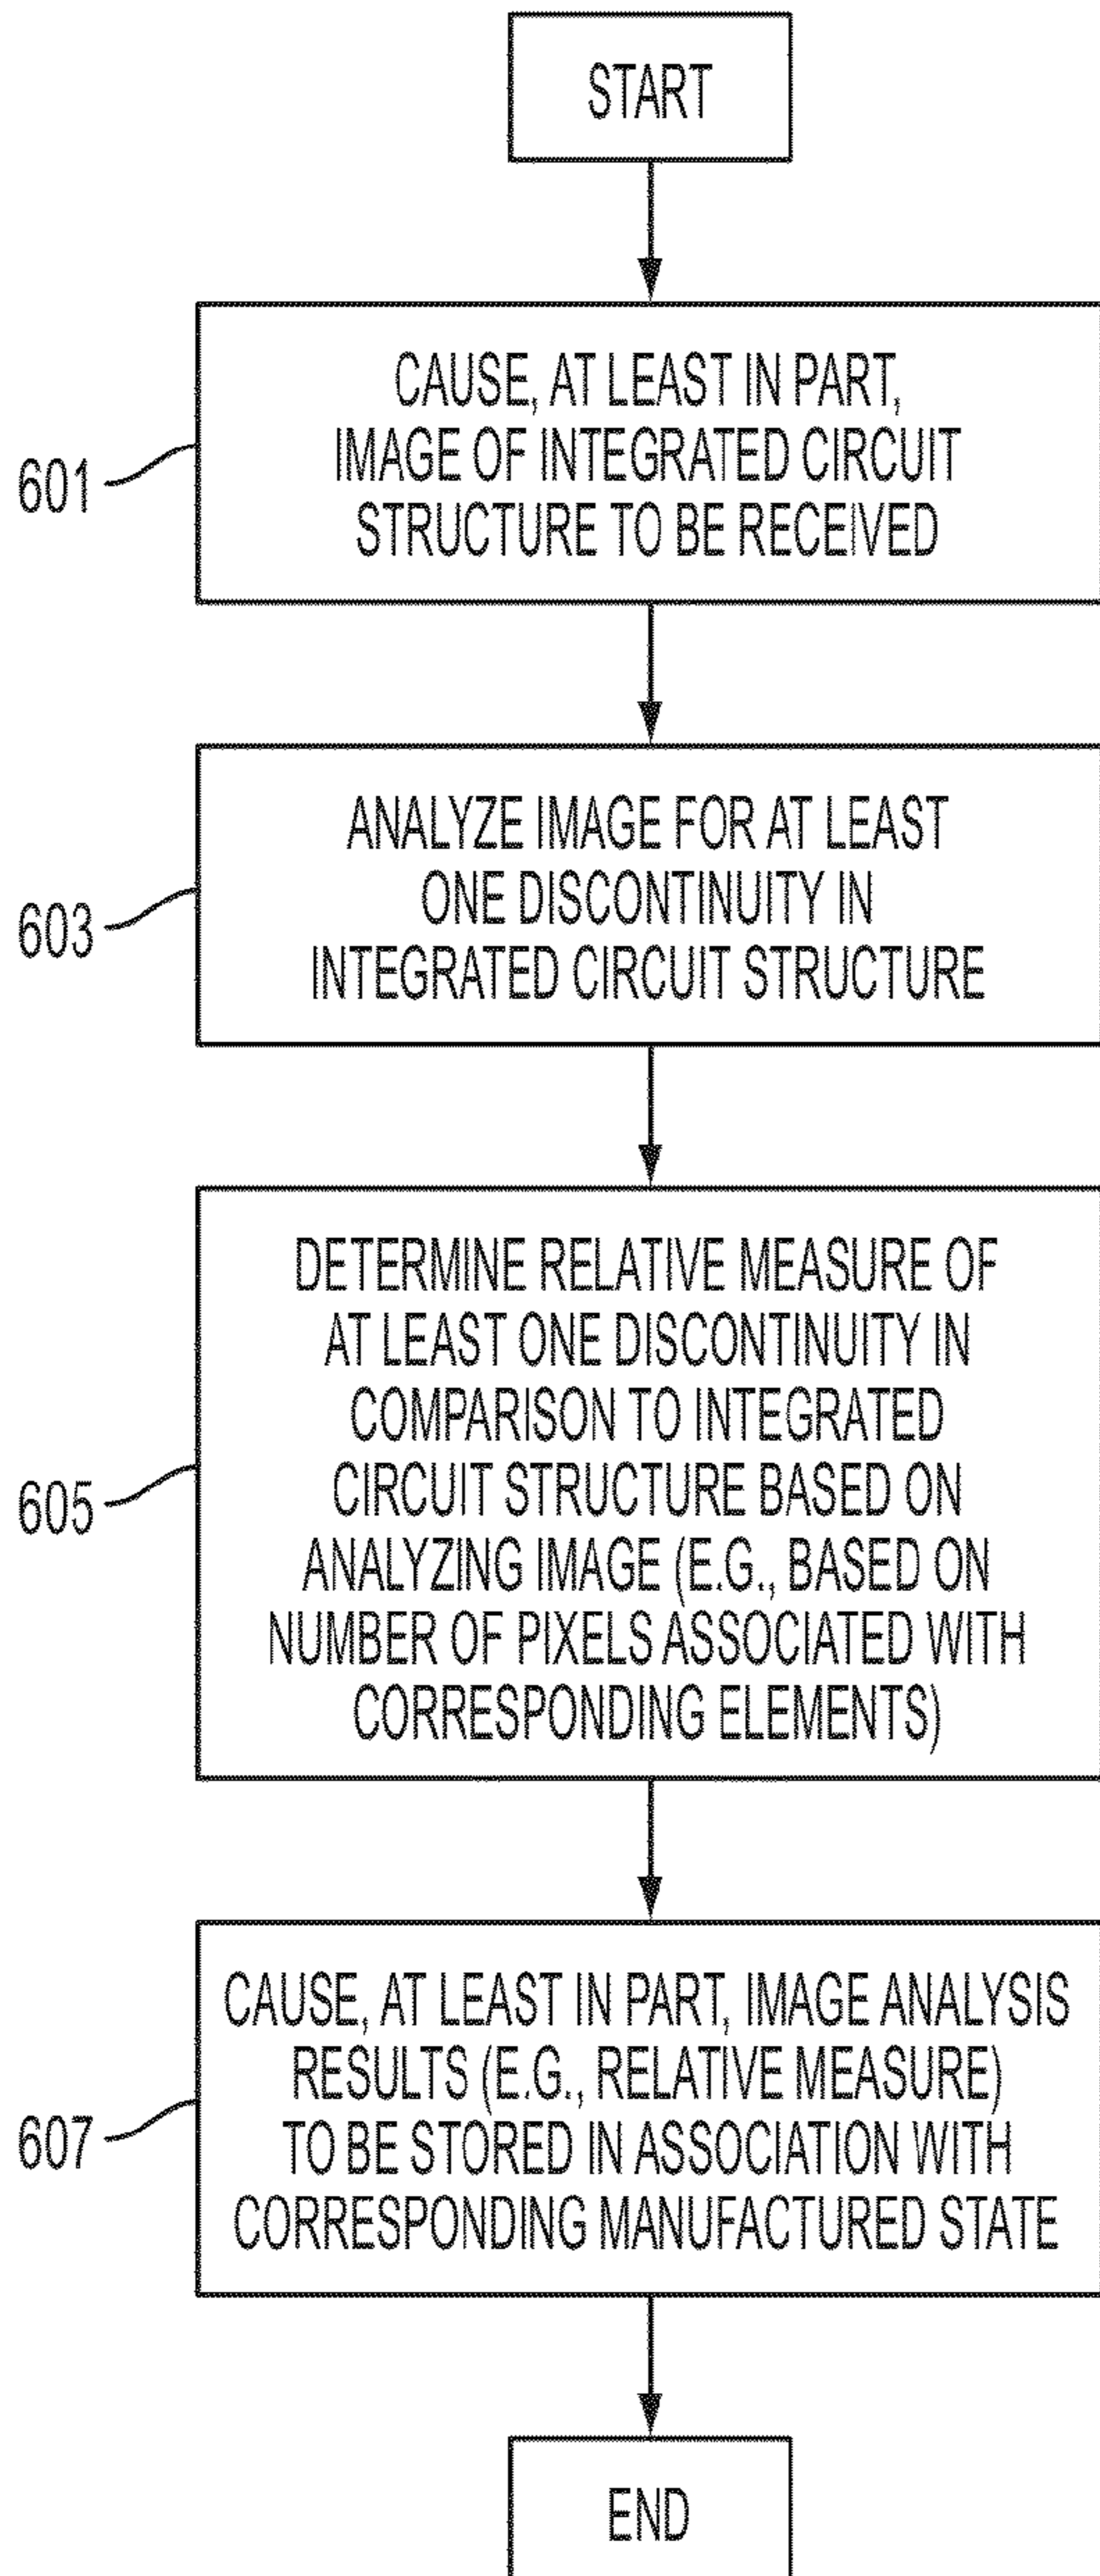 START
CAUSE, AT LEAST IN PART,
IMAGE OF INTEGRATED CIRCUIT
STRUCTURE TO BE RECEIVED
601
ANALYZE IMAGE FOR AT LEAST
ONE DISCONTINUITY IN
INTEGRATED CIRCUIT STRUCTURE
603
DETERMINE RELATIVE MEASURE OF
AT LEAST ONE DISCONTINUITY IN
COMPARISON TO INTEGRATED
CIRCUIT STRUCTURE BASED ON
ANALYZING IMAGE (E.G., BASED ON
NUMBER OF PIXELS ASSOCIATED WITH
CORRESPONDING ELEMENTS)
605
CAUSE, AT LEAST IN PART, IMAGE ANALYSIS
RESULTS (E.G., RELATIVE MEASURE)
TO BE STORED IN ASSOCIATION WITH
CORRESPONDING MANUFACTURED STATE
607
END